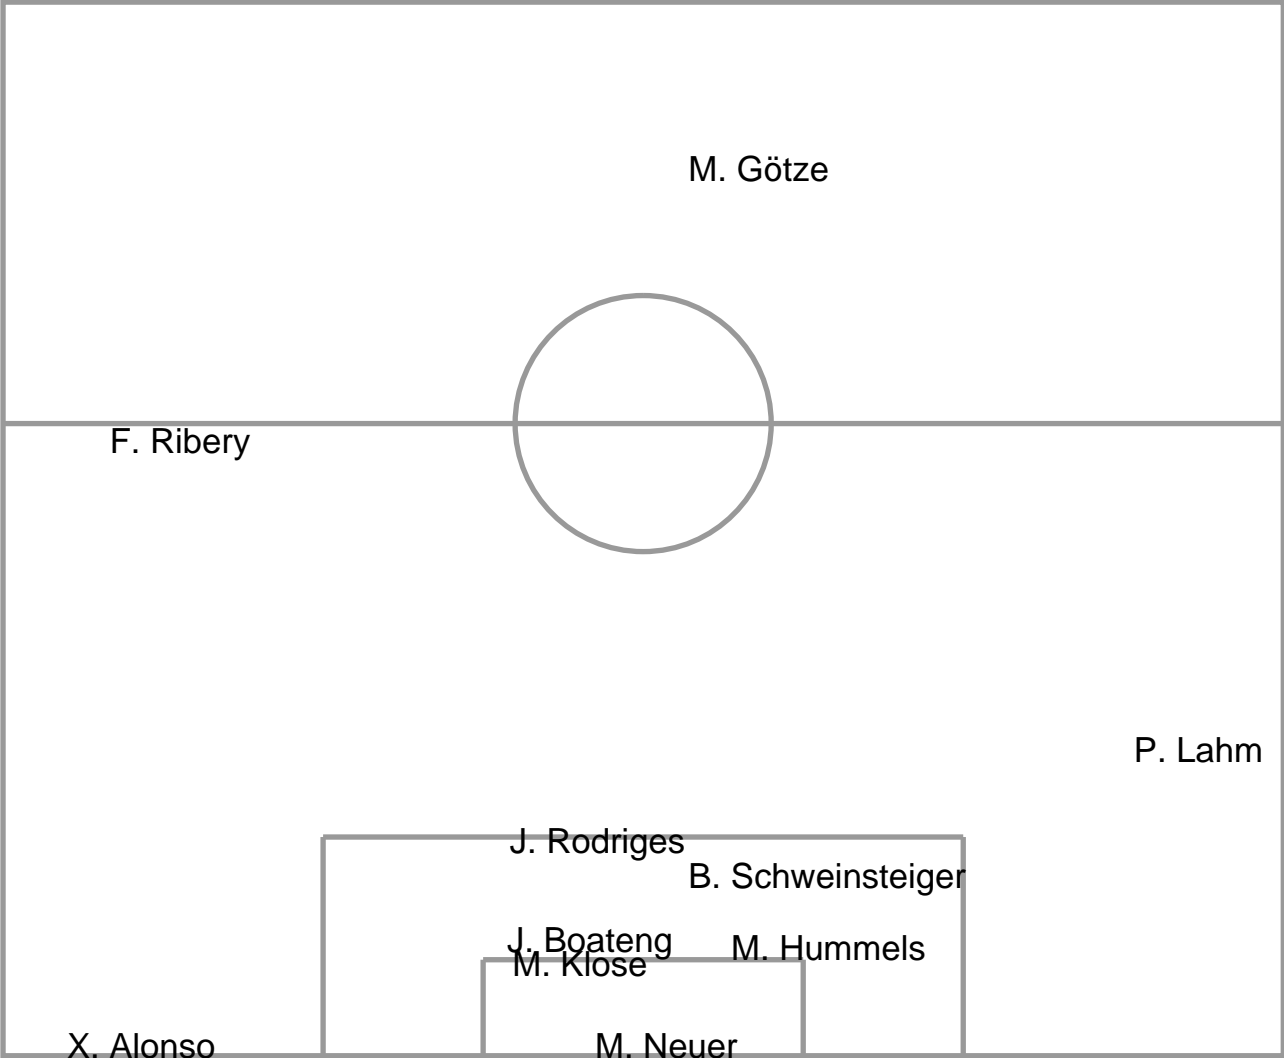 M. Götze
F. Ribery
P. Lahm
J. Rodriges
B. Schweinsteiger
J. Boateng
M. Hummels
M. Klose
X. Alonso
M. Neuer